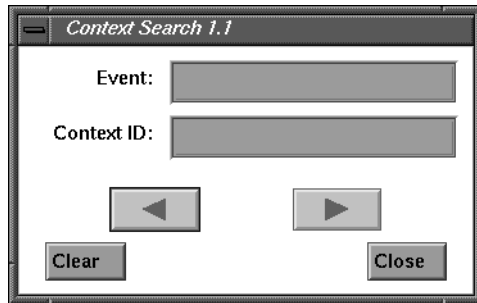 Context Search 1.1
Event:
Context ID:
Clear
Close